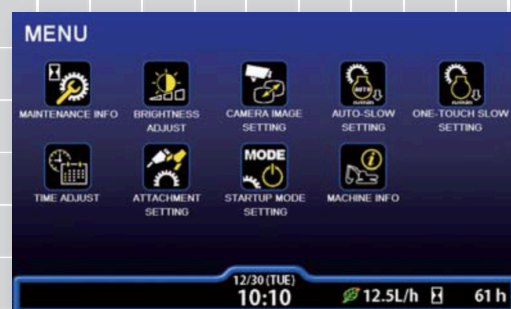 MENU
MAINTENANCE INFO
BRIGHTNESS
ADJUST
CAMERA IMAGE
SETTING
AUTO-SLOW
SETTING
ONE-TOUCH SLOW
SETTING
TIME ADJUST
ATTACHMENT
SETTING
MODE
STARTUP MODE
SETTING
MACHINE INFO
12/30 (TUE)
10:10
12.5L/h
61 h